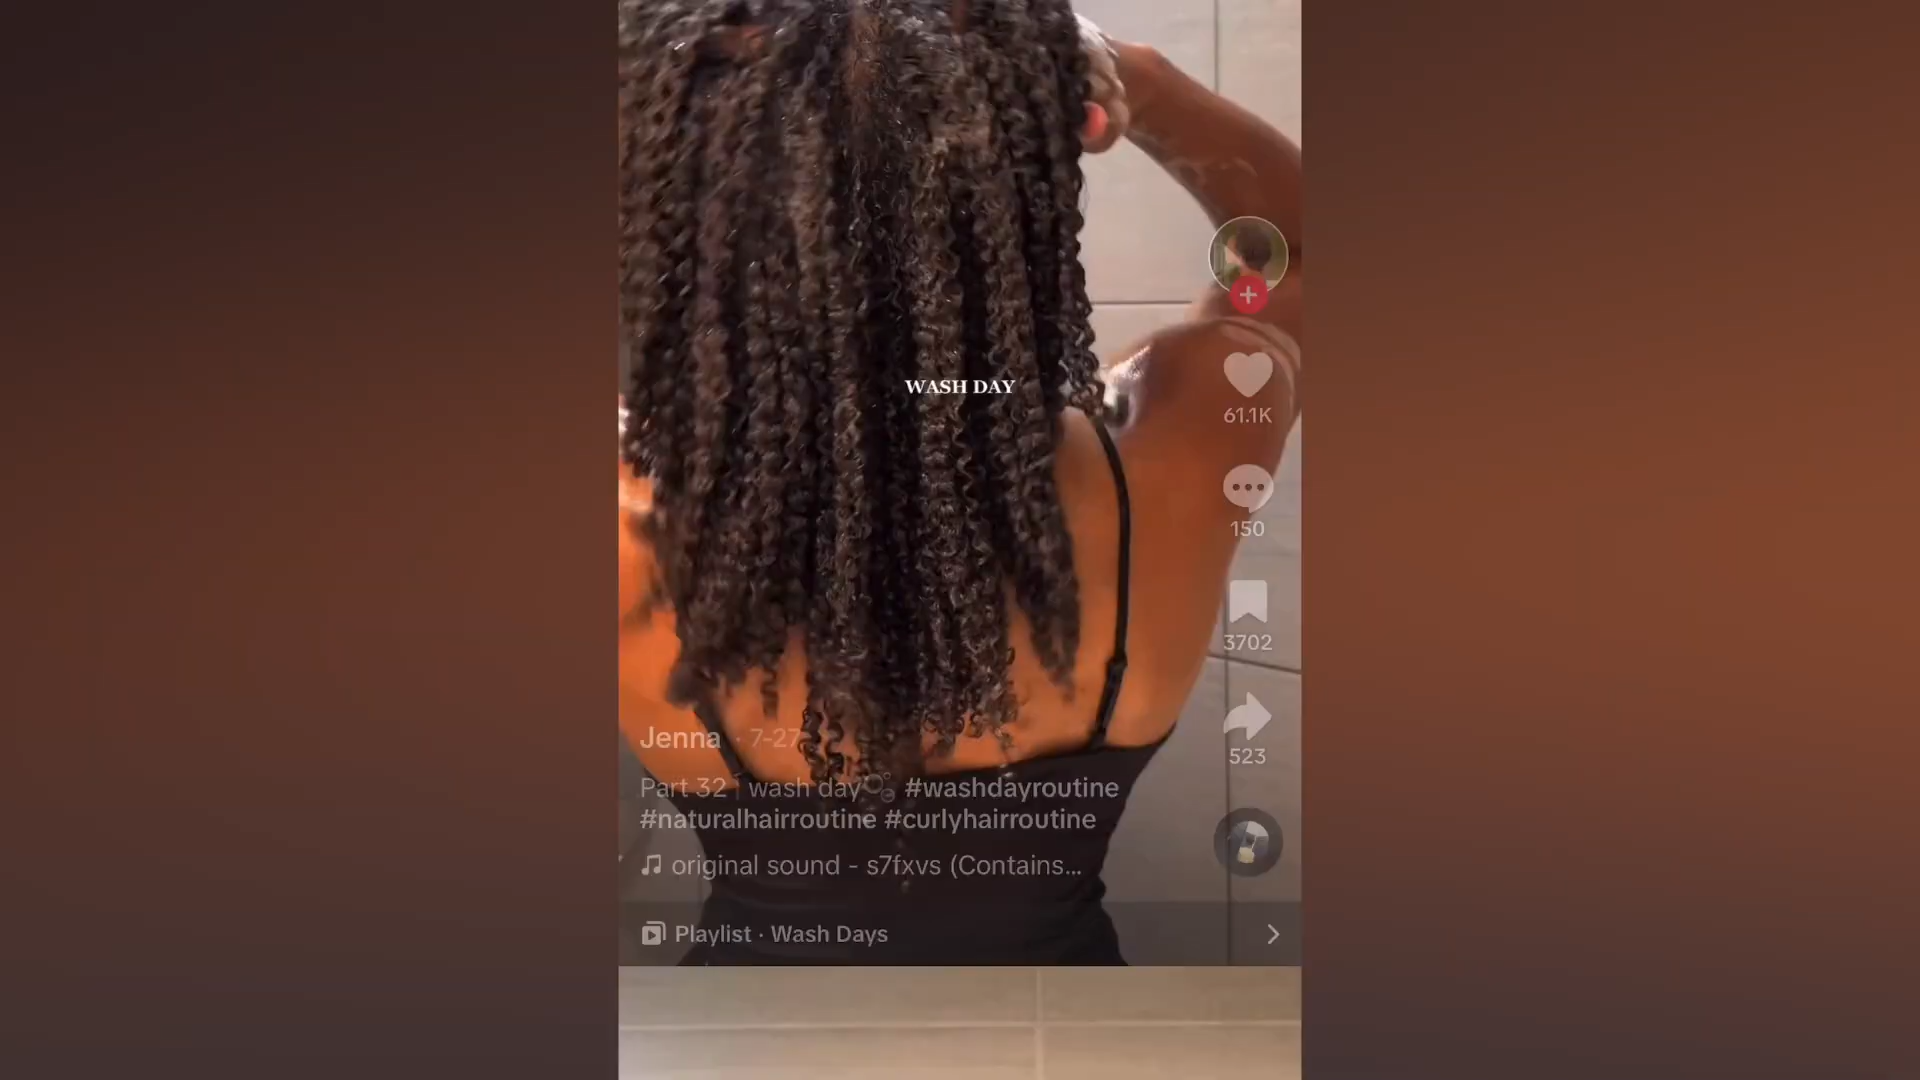 WASH DAY
61.1K
150
3702
523
Jenna · 7-27
Part 32 | wash day🫧 #washdayroutine
#naturalhairroutine #curlyhairroutine
original sound - s7fxvs (Contains...
Playlist · Wash Days